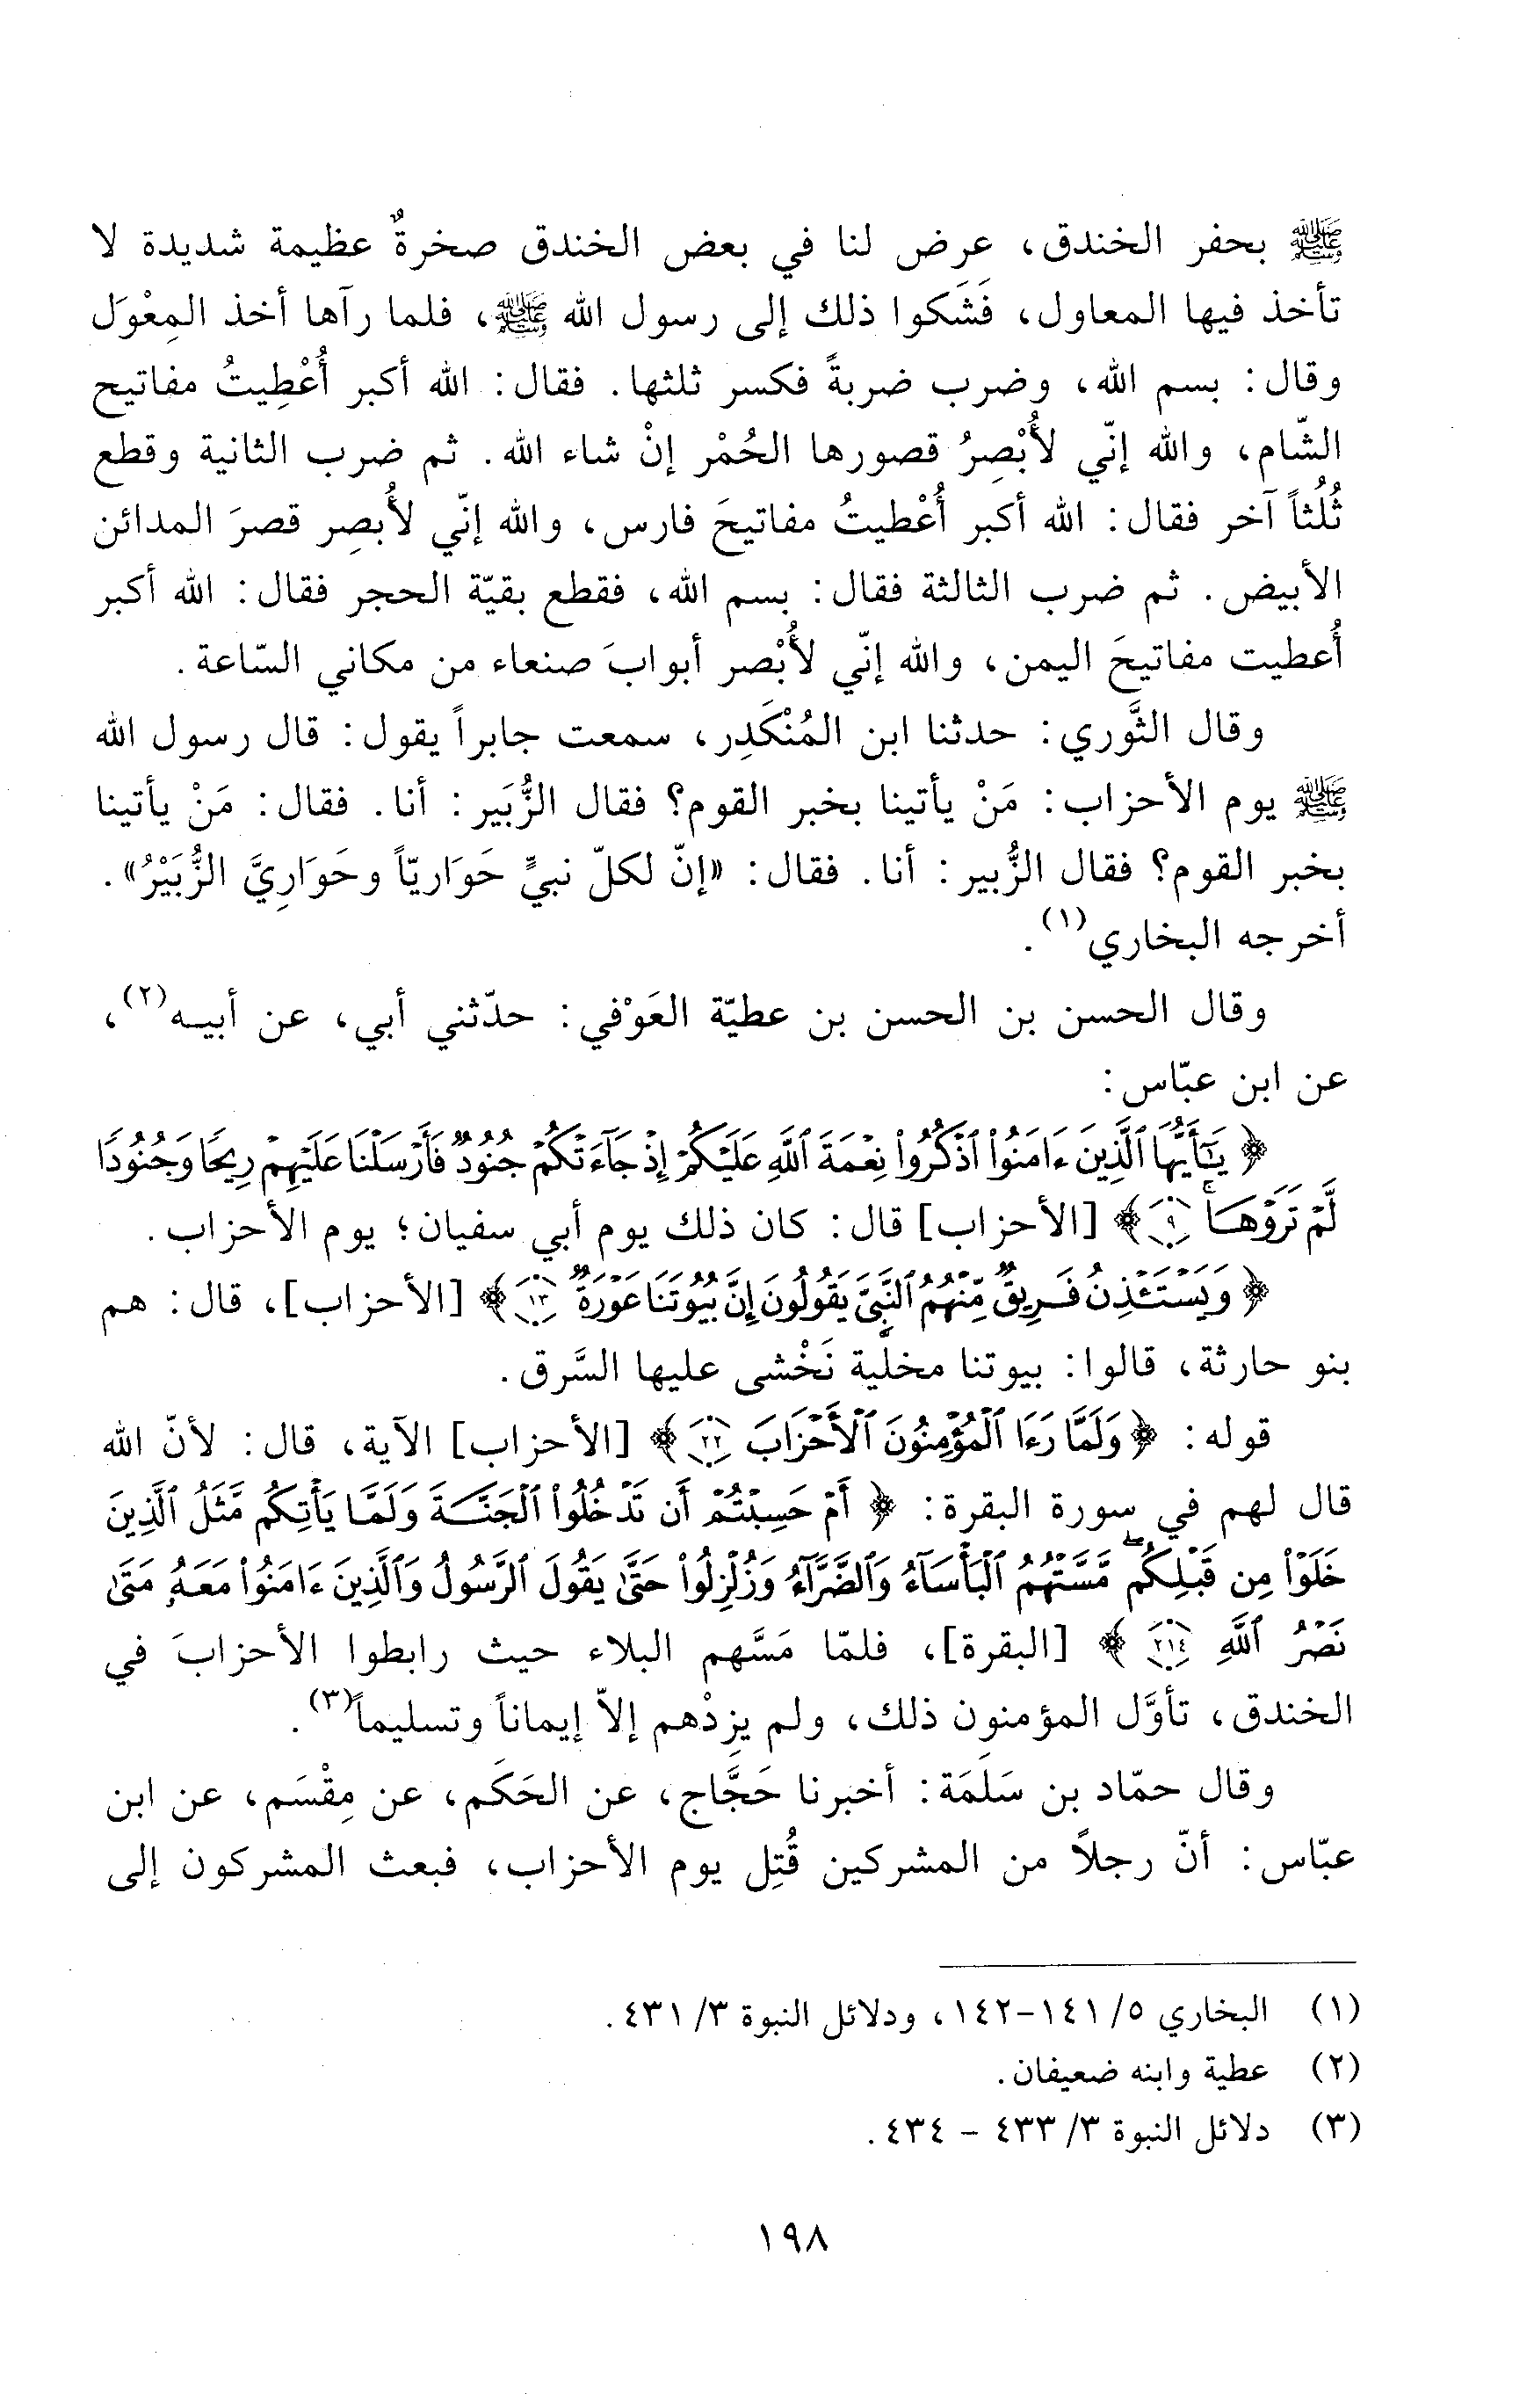 ﷺ بحفر الخندق، عرض لنا في بعض الخندق صخرةٌ عظيمة شديدة لا
تأخذ فيها المعاول، فَشَكوا ذلك إلى رسول الله ﷺ، فلما رآها أخذ المِعْوَل
وقال: بسم الله، وضرب ضربةً فكسر ثلثها. فقال: الله أكبر أُعْطِيتُ مفاتيح
الشّام، والله إنّي لأُبْصِرُ قصورها الحُمْر إنْ شاء الله. ثم ضرب الثانية وقطع
ثُلُثاً آخر فقال: الله أكبر أُعْطيتُ مفاتيحَ فارس، والله إنّي لأُبصِر قصرَ المدائن
الأبيض. ثم ضرب الثالثة فقال: بسم الله، فقطع بقيّة الحجر فقال: الله أكبر
أُعطيت مفاتيحَ اليمن، والله إنّي لأُبْصر أبوابَ صنعاء من مكاني السّاعة.
وقال الثَّوري: حدثنا ابن المُنْكَدِر، سمعت جابراً يقول: قال رسول الله
ﷺ يوم الأحزاب: مَنْ يأتينا بخبر القوم؟ فقال الزُّبَير: أنا. فقال: مَنْ يأتينا
بخبر القوم؟ فقال الزُّبير: أنا. فقال: «إنّ لكلّ نبيٍّ حَوَاريّاً وحَوَارِيَّ الزُّبَيْرُ».
أخرجه البخاري(١).
وقال الحسن بن الحسن بن عطيّة العَوْفي: حدّثني أبي، عن أبيه(٢)،
عن ابن عبّاس:
﴿يَٰٓأَيُّهَا ٱلَّذِينَ ءَامَنُوا۟ ٱذْكُرُوا۟ نِعْمَةَ ٱللَّهِ عَلَيْكُمْ إِذْ جَآءَتْكُمْ جُنُودٌ فَأَرْسَلْنَا عَلَيْهِمْ رِيحًا وَجُنُودًا
لَّمْ تَرَوْهَا ۚ ٩﴾ [الأحزاب] قال: كان ذلك يوم أبي سفيان؛ يوم الأحزاب.
﴿وَيَسْتَـْٔذِنُ فَرِيقٌ مِّنْهُمُ ٱلنَّبِىَّ يَقُولُونَ إِنَّ بُيُوتَنَا عَوْرَةٌ ١٣﴾ [الأحزاب]، قال: هم
بنو حارثة، قالوا: بيوتنا مخلّية نَخْشى عليها السَّرق.
قوله: ﴿وَلَمَّا رَءَا ٱلْمُؤْمِنُونَ ٱلْأَحْزَابَ ٢٢﴾ [الأحزاب] الآية، قال: لأنّ الله
قال لهم في سورة البقرة: ﴿أَمْ حَسِبْتُمْ أَن تَدْخُلُوا۟ ٱلْجَنَّةَ وَلَمَّا يَأْتِكُم مَّثَلُ ٱلَّذِينَ
خَلَوْا۟ مِن قَبْلِكُم ۖ مَّسَّتْهُمُ ٱلْبَأْسَآءُ وَٱلضَّرَّآءُ وَزُلْزِلُوا۟ حَتَّىٰ يَقُولَ ٱلرَّسُولُ وَٱلَّذِينَ ءَامَنُوا۟ مَعَهُۥ مَتَىٰ
نَصْرُ ٱللَّهِ ٢١٤﴾ [البقرة]، فلمّا مَسَّهم البلاء حيث رابطوا الأحزابَ في
الخندق، تأوَّل المؤمنون ذلك، ولم يزِدْهم إلاّ إيماناً وتسليماً(٣).
وقال حمّاد بن سَلَمَة: أخبرنا حَجَّاج، عن الحَكَم، عن مِقْسَم، عن ابن
عبّاس: أنّ رجلاً من المشركين قُتِل يوم الأحزاب، فبعث المشركون إلى
(١) البخاري ٥/ ١٤١-١٤٢، ودلائل النبوة ٣/ ٤٣١.
(٢) عطية وابنه ضعيفان.
(٣) دلائل النبوة ٣/ ٤٣٣ – ٤٣٤.
١٩٨